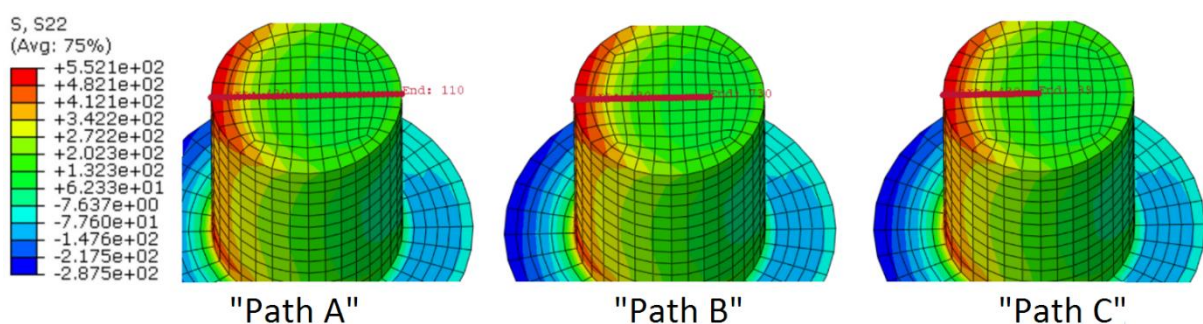 S, S22
(Avg: 75%)
+5.521e+02
+4.821e+02
+4.121e+02
+3.422e+02
+2.722e+02
+2.023e+02
+1.323e+02
+6.233e+01
-7.637e+00
-7.760e+01
-1.476e+02
-2.175e+02
-2.875e+02
End: 110
End:
End:
"Path A"
"Path B"
"Path C"